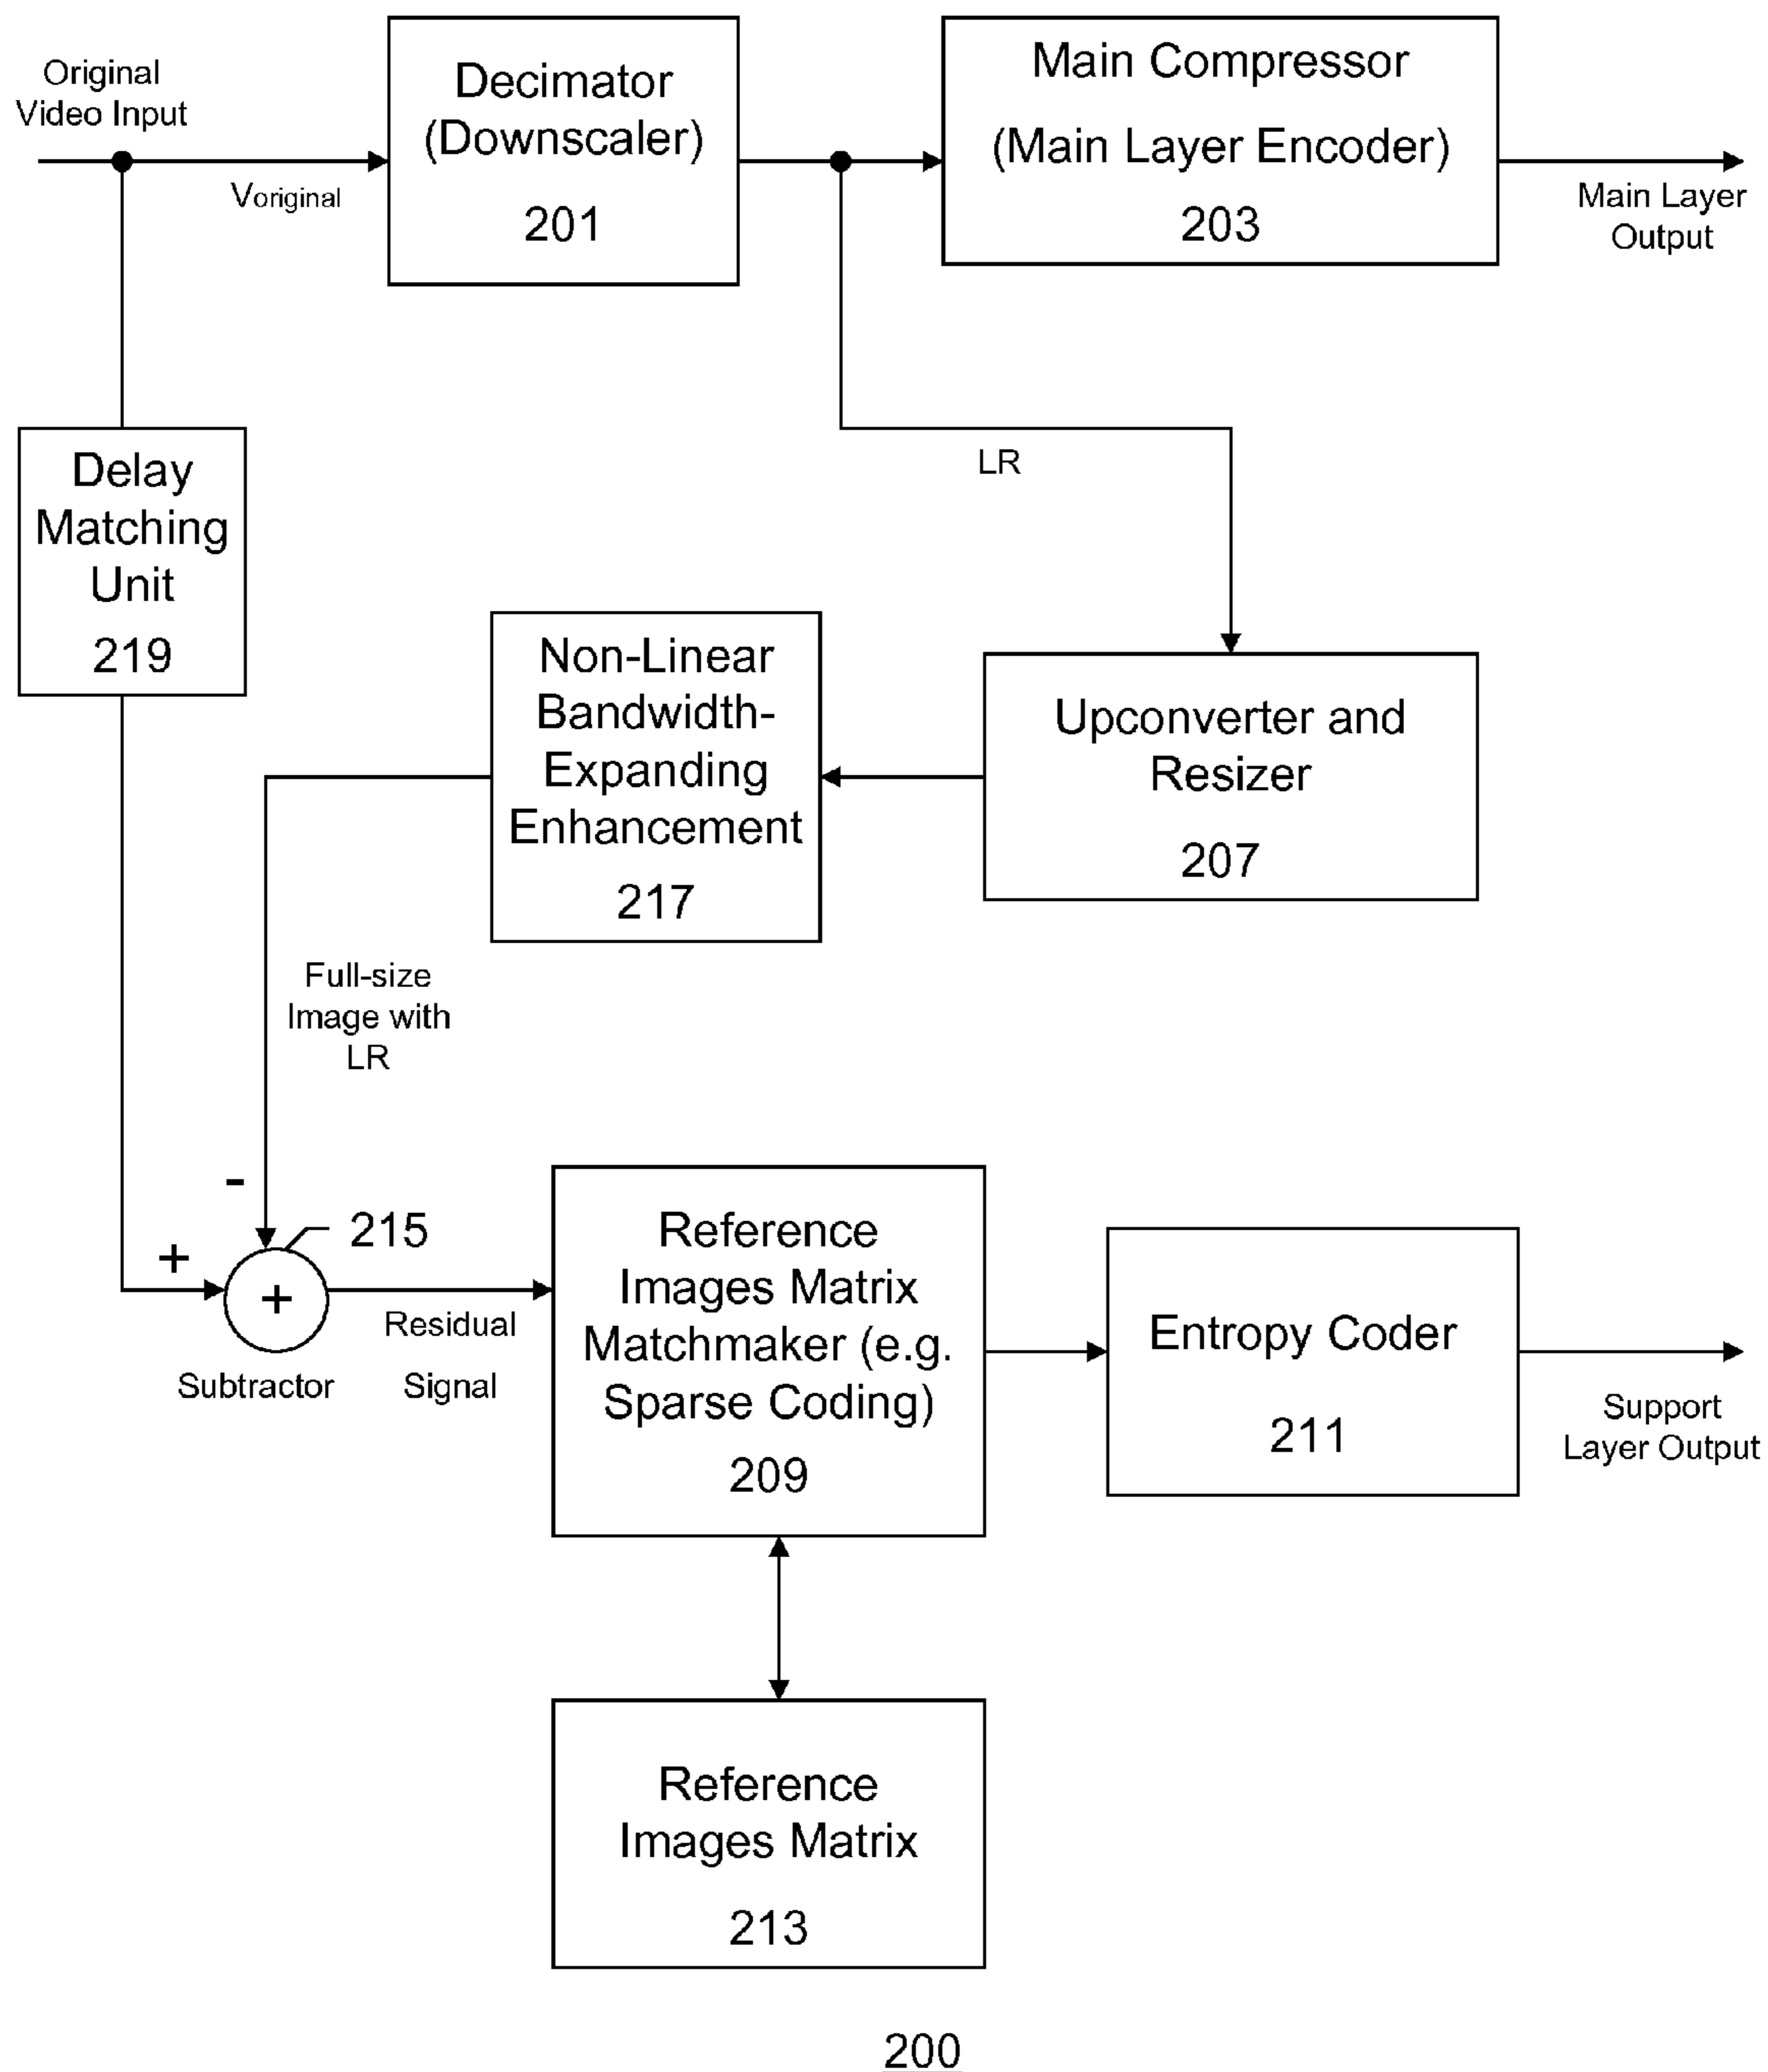 Original
Video Input
Voriginal
Decimator
(Downscaler)
201
Main Compressor
(Main Layer Encoder)
203
Main Layer
Output
LR
Delay
Matching
Unit
219
Non-Linear
Bandwidth-
Expanding
Enhancement
217
Upconverter and
Resizer
207
Full-size
Image with
LR
-
+
+
215
Subtractor
Residual
Signal
Reference
Images Matrix
Matchmaker (e.g.
Sparse Coding)
209
Entropy Coder
211
Support
Layer Output
Reference
Images Matrix
213
200